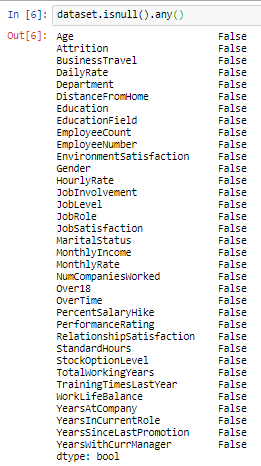 In [6]: dataset.isnull().any()
Out[6]: Age False
Attrition False
BusinessTravel False
DailyRate False
Department False
DistanceFromHome False
Education False
EducationField False
EmployeeCount False
EmployeeNumber False
EnvironmentSatisfaction False
Gender False
HourlyRate False
JobInvolvement False
JobLevel False
JobRole False
JobSatisfaction False
MaritalStatus False
MonthlyIncome False
MonthlyRate False
NumCompaniesWorked False
Over18 False
OverTime False
PercentSalaryHike False
PerformanceRating False
RelationshipSatisfaction False
StandardHours False
StockOptionLevel False
TotalWorkingYears False
TrainingTimesLastYear False
WorkLifeBalance False
YearsAtCompany False
YearsInCurrentRole False
YearsSinceLastPromotion False
YearsWithCurrManager False
dtype: bool